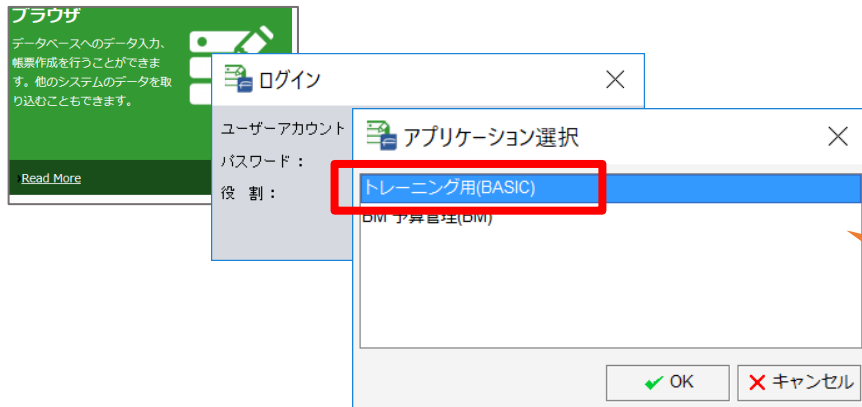 ブラウザ
データベースへのデータ入力、
帳票作成を行うことができま
す。他のシステムのデータを取
り込むこともできます。
Read More
ログイン
ユーザーアカウント
パスワード：
役 割：
アプリケーション選択
トレーニング用(BASIC)
BM 予算管理(BM)
OK
キャンセル